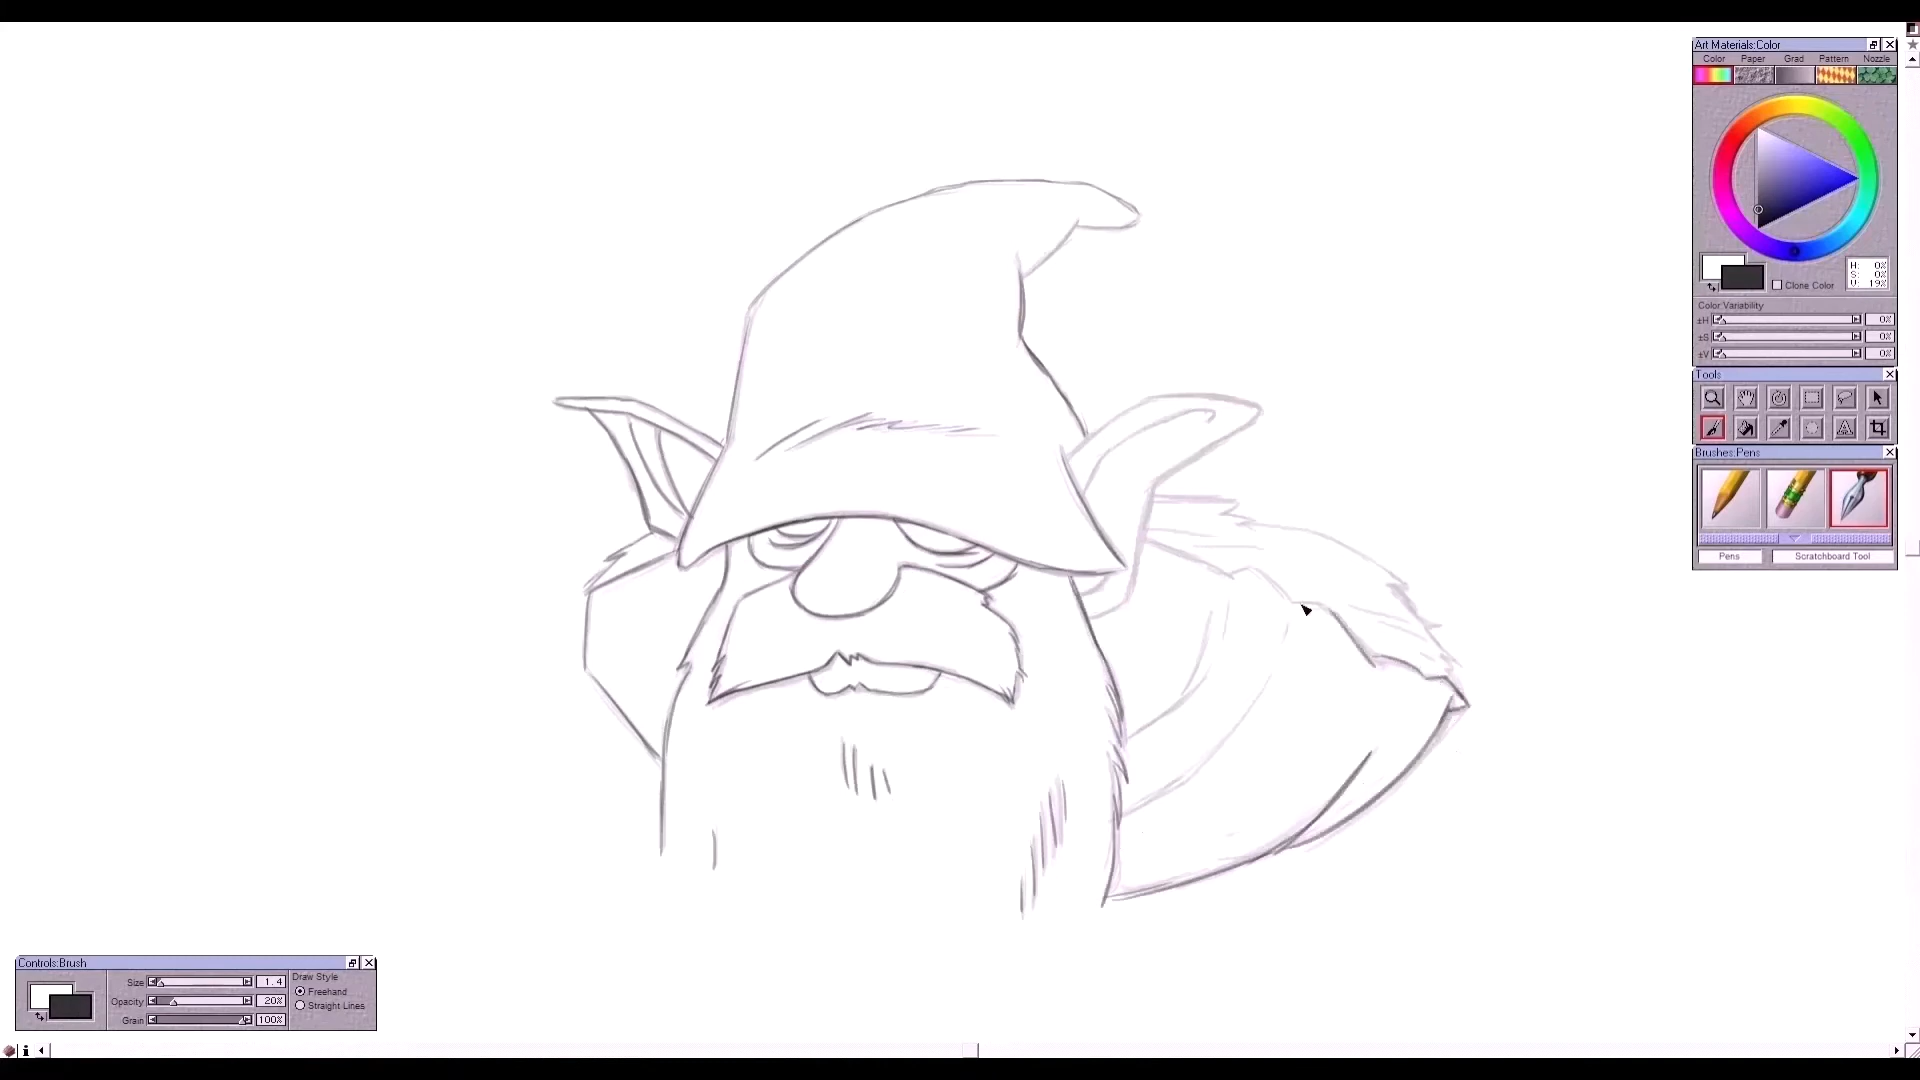 Art Materials:Color
Color Paper Grad Pattern Nozzle
H: 0%
S: 0%
V: 19%
Clone Color
Color Variability
±H 0%
±S 0%
±V 0%
Tools
Brushes:Pens
Pens Scratchboard Tool
Controls:Brush
Size 1.4
Opacity 20%
Grain 100%
Draw Style
Freehand
Straight Lines